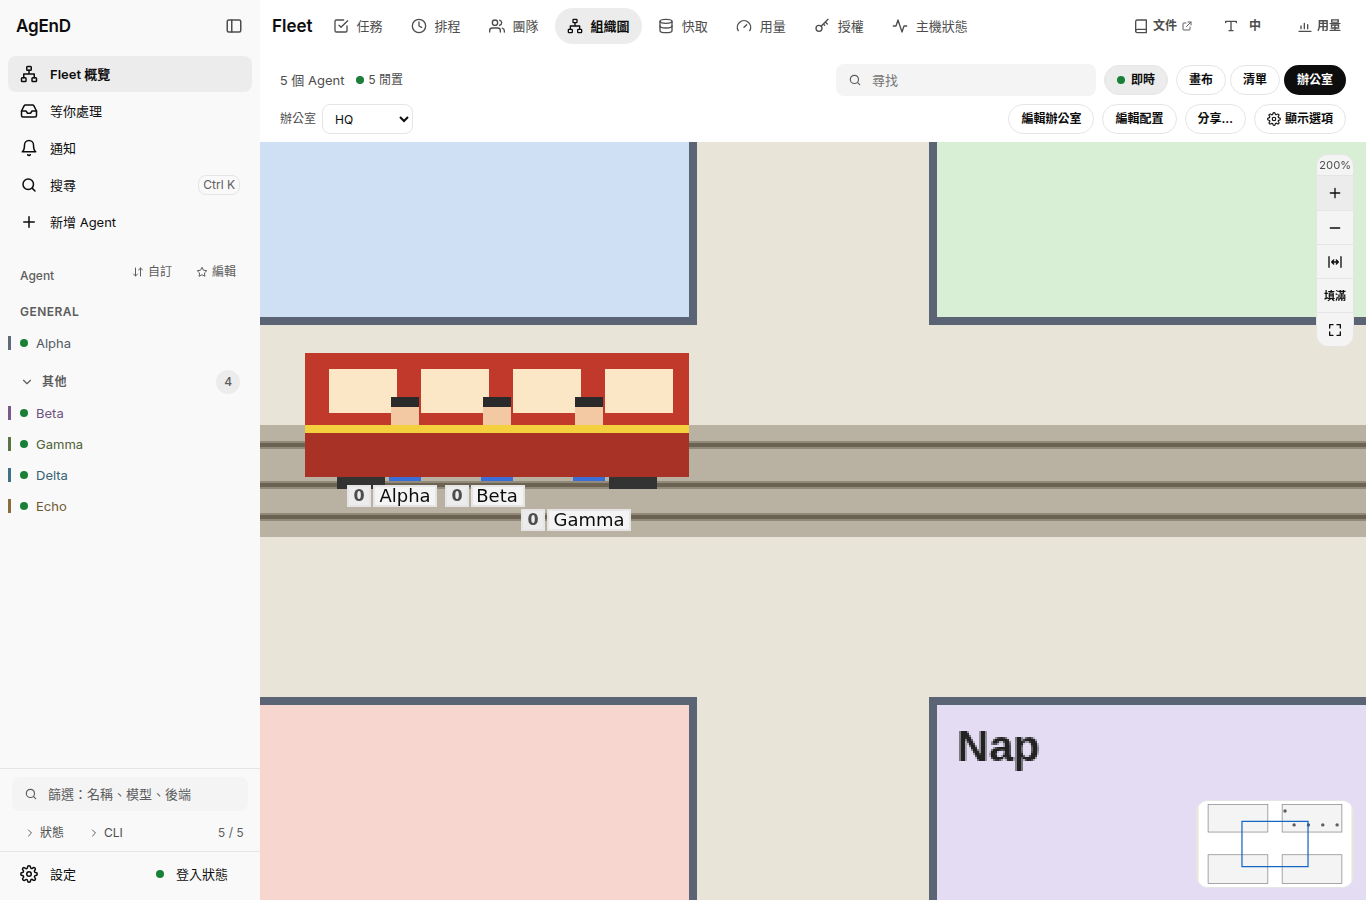 AgEnD
Fleet 概覽
等你處理
通知
搜尋 Ctrl K
新增 Agent
Agent 自訂 編輯
GENERAL
Alpha
其他 4
Beta
Gamma
Delta
Echo
篩選：名稱、模型、後端
狀態 CLI 5 / 5
設定 登入狀態
Fleet 任務 排程 團隊 組織圖 快取 用量 授權 主機狀態 文件 中 用量
5 個 Agent 5 閒置 尋找 即時 畫布 清單 辦公室
辦公室 HQ 編輯辦公室 編輯配置 分享... 顯示選項
200%
填滿
0 Alpha 0 Beta
0 Gamma
Nap